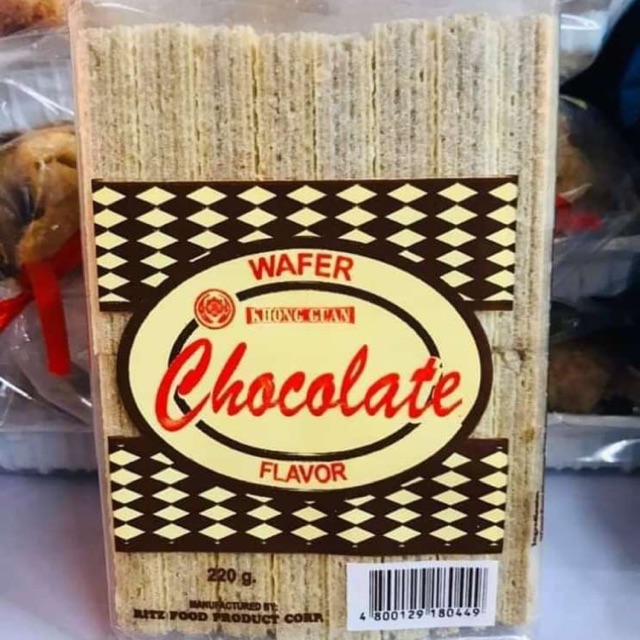 WAFER
KHONG GUAN
Chocolate
FLAVOR
220 g.
MANUFACTURED BY:
RITZ FOOD PRODUCT CORP.
4 800129 180449